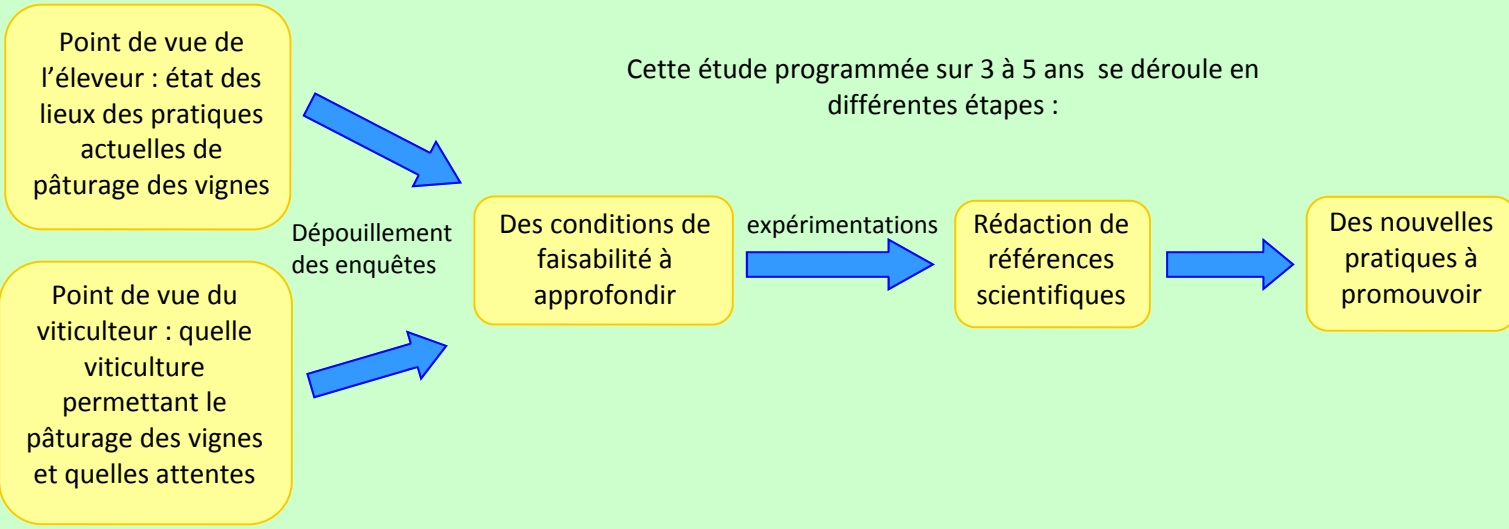 Point de vue de
l’éleveur : état des
lieux des pratiques
actuelles de
pâturage des vignes
Cette étude programmée sur 3 à 5 ans se déroule en
différentes étapes :
Dépouillement
des enquêtes
Point de vue du
viticulteur : quelle
viticulture
permettant le
pâturage des vignes
et quelles attentes
Des conditions de
faisabilité à
approfondir
expérimentations
Rédaction de
références
scientifiques
Des nouvelles
pratiques à
promouvoir